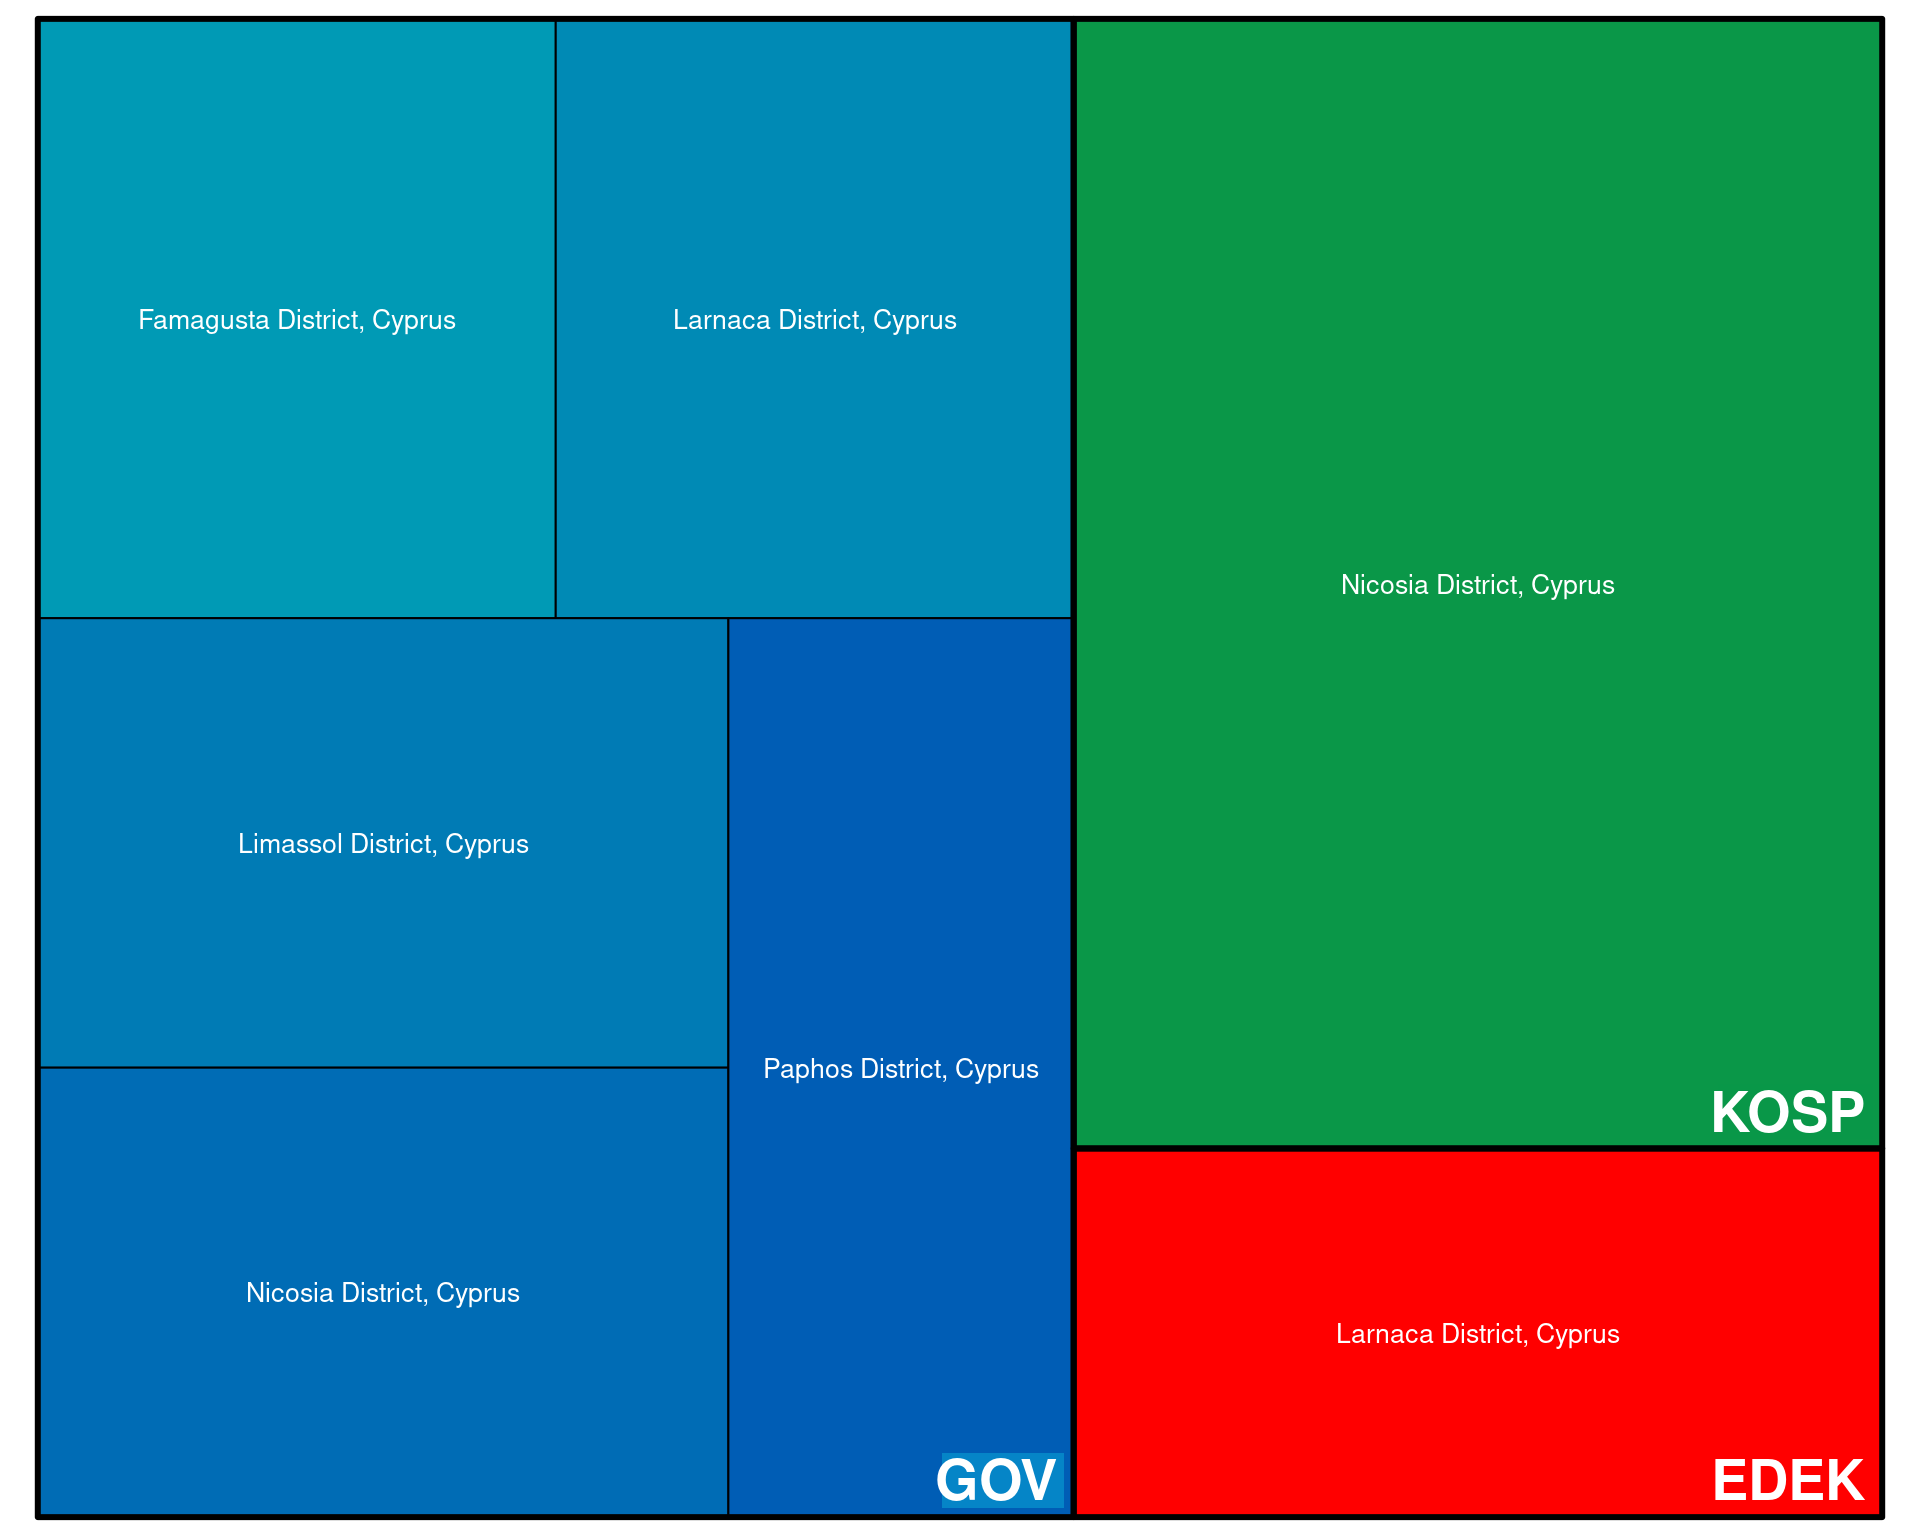 Famagusta District, Cyprus
Larnaca District, Cyprus
Limassol District, Cyprus
Nicosia District, Cyprus
Paphos District, Cyprus
GOV
Nicosia District, Cyprus
KOSP
Larnaca District, Cyprus
EDEK